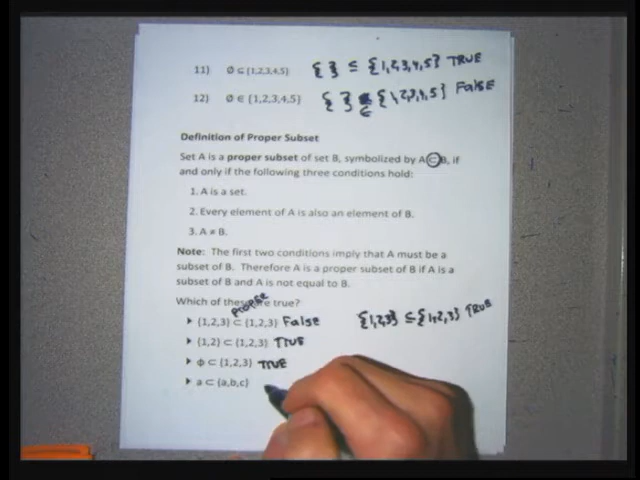 11) ∅ ⊆ {1,2,3,4,5} { } ⊆ {1,2,3,4,5} TRUE
12) ∅ ∈ {1,2,3,4,5} { } ∈ {1,2,3,4,5} False
Definition of Proper Subset
Set A is a proper subset of set B, symbolized by A ⊂ B, if
and only if the following three conditions hold:
1. A is a set.
2. Every element of A is also an element of B.
3. A ≠ B.
Note: The first two conditions imply that A must be a
subset of B. Therefore A is a proper subset of B if A is a
subset of B and A is not equal to B.
Which of these are true?
proper
{1,2,3} ⊂ {1,2,3} False {1,2,3} ⊆ {1,2,3} TRUE
{1,2} ⊂ {1,2,3} TRUE
ϕ ⊂ {1,2,3} TRUE
a ⊂ {a,b,c}